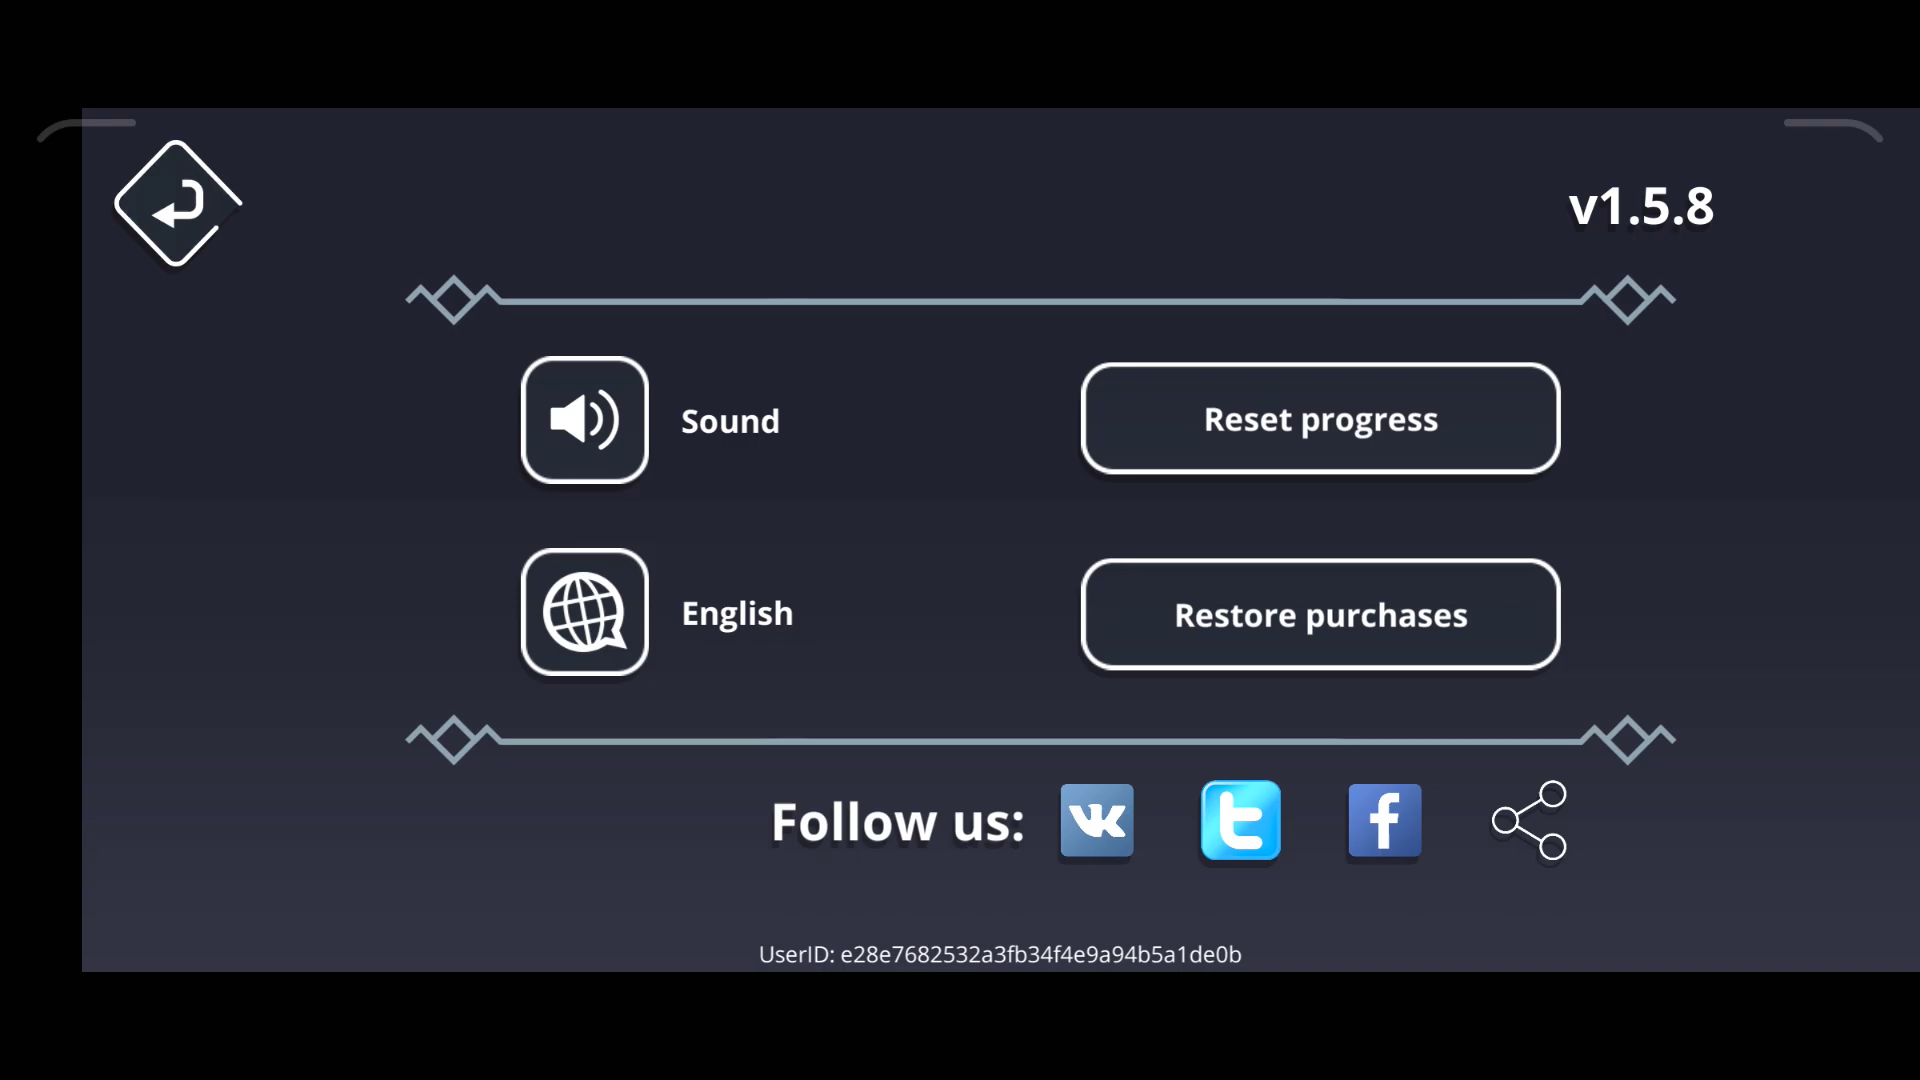 v1.5.8
Sound
Reset progress
English
Restore purchases
Follow us:
UserID: e28e7682532a3fb34f4e9a94b5a1de0b